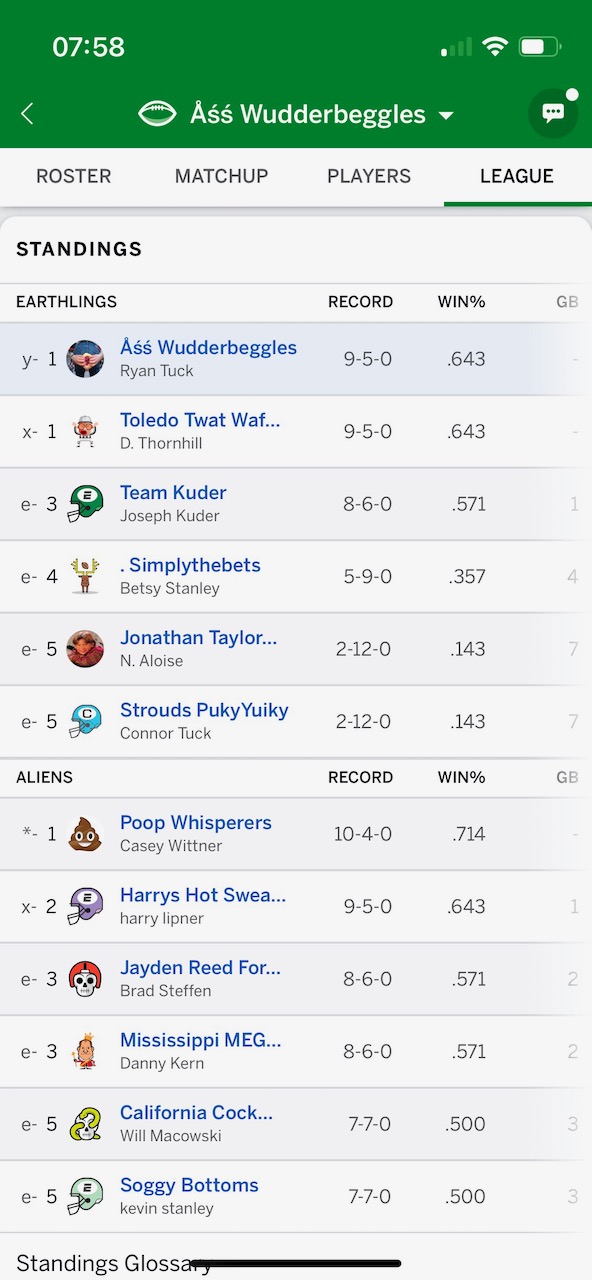 07:58
Åśś Wudderbeggles
ROSTER MATCHUP PLAYERS LEAGUE
STANDINGS
EARTHLINGS RECORD WIN% GB
y- 1 Åśś Wudderbeggles 9-5-0 .643 -
Ryan Tuck
x- 1 Toledo Twat Waf... 9-5-0 .643 -
D. Thornhill
e- 3 E Team Kuder 8-6-0 .571 1
Joseph Kuder
e- 4 . Simplythebets 5-9-0 .357 4
Betsy Stanley
e- 5 Jonathan Taylor... 2-12-0 .143 7
N. Aloise
e- 5 C Strouds PukyYuiky 2-12-0 .143 7
Connor Tuck
ALIENS RECORD WIN% GB
*- 1 Poop Whisperers 10-4-0 .714 -
Casey Wittner
x- 2 E Harrys Hot Swea... 9-5-0 .643 1
harry lipner
e- 3 Jayden Reed For... 8-6-0 .571 2
Brad Steffen
e- 3 Mississippi MEG... 8-6-0 .571 2
Danny Kern
e- 5 California Cock... 7-7-0 .500 3
Will Macowski
e- 5 E Soggy Bottoms 7-7-0 .500 3
kevin stanley
Standings Glossary